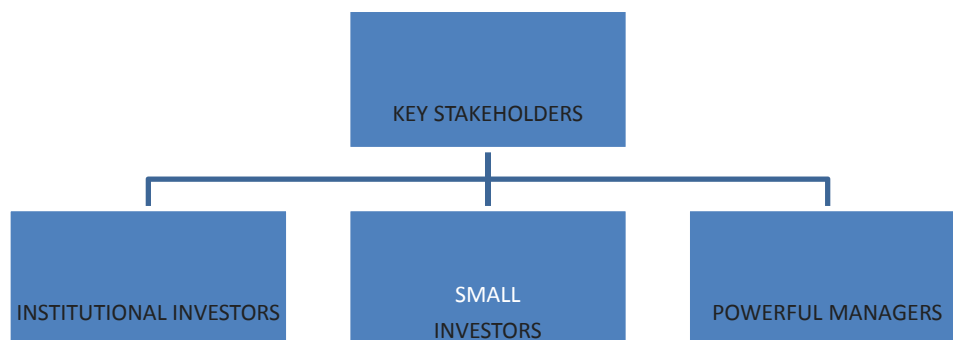 KEY STAKEHOLDERS
INSTITUTIONAL INVESTORS
SMALL
INVESTORS
POWERFUL MANAGERS